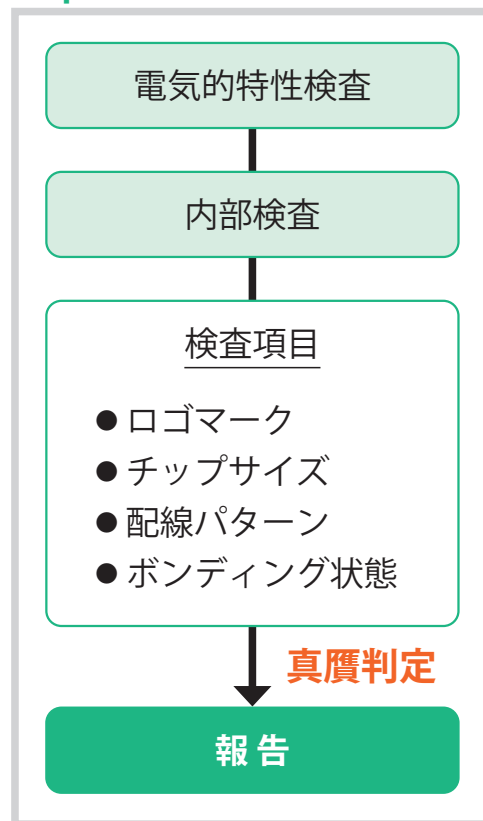 電気的特性検査
内部検査
検査項目
● ロゴマーク
● チップサイズ
● 配線パターン
● ボンディング状態
真贋判定
報 告